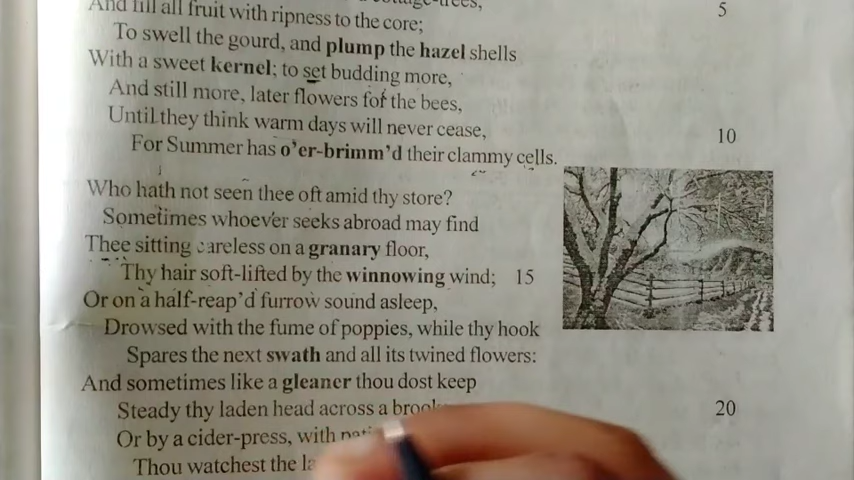 And fill all fruit with ripness to the core;
5
To swell the gourd, and plump the hazel shells
With a sweet kernel; to set budding more,
And still more, later flowers for the bees,
Until they think warm days will never cease,
10
For Summer has o'er-brimm'd their clammy cells.
Who hath not seen thee oft amid thy store?
Sometimes whoever seeks abroad may find
Thee sitting careless on a granary floor,
Thy hair soft-lifted by the winnowing wind; 15
Or on a half-reap'd furrow sound asleep,
Drowsed with the fume of poppies, while thy hook
Spares the next swath and all its twined flowers:
And sometimes like a gleaner thou dost keep
Steady thy laden head across a brook
20
Or by a cider-press, with
Thou watchest the